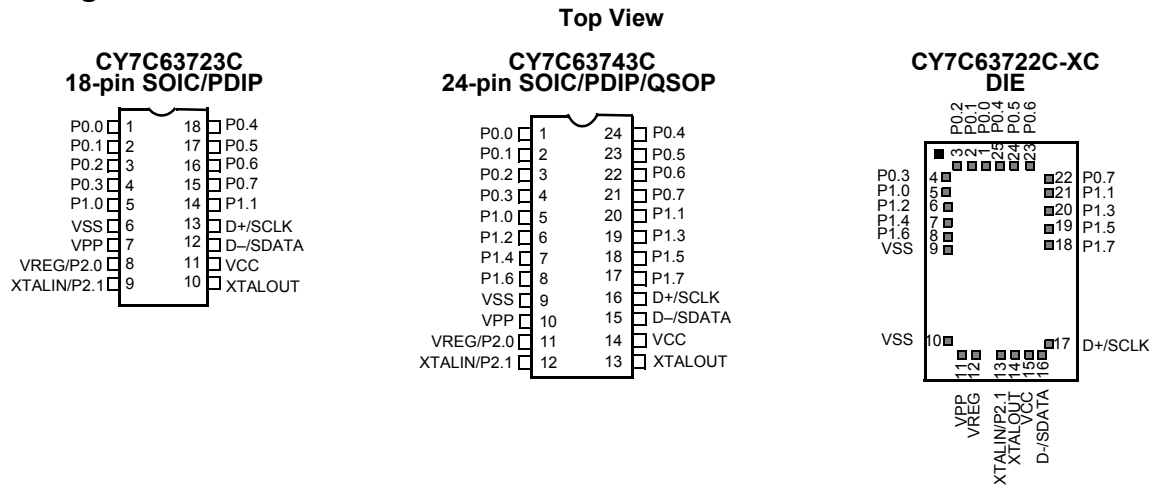 Top View
CY7C63723C
18-pin SOIC/PDIP
P0.0 1 18 P0.4
P0.1 2 17 P0.5
P0.2 3 16 P0.6
P0.3 4 15 P0.7
P1.0 5 14 P1.1
VSS 6 13 D+/SCLK
VPP 7 12 D–/SDATA
VREG/P2.0 8 11 VCC
XTALIN/P2.1 9 10 XTALOUT
CY7C63743C
24-pin SOIC/PDIP/QSOP
P0.0 1 24 P0.4
P0.1 2 23 P0.5
P0.2 3 22 P0.6
P0.3 4 21 P0.7
P1.0 5 20 P1.1
P1.2 6 19 P1.3
P1.4 7 18 P1.5
P1.6 8 17 P1.7
VSS 9 16 D+/SCLK
VPP 10 15 D–/SDATA
VREG/P2.0 11 14 VCC
XTALIN/P2.1 12 13 XTALOUT
CY7C63722C-XC
DIE
P0.2 P0.1 P0.0 P0.4 P0.5 P0.6
3 2 1 25 24 23
P0.3 4 22 P0.7
P1.0 5 21 P1.1
P1.2 6 20 P1.3
P1.4 7 19 P1.5
P1.6 8 18 P1.7
VSS 9
VSS 10 17 D+/SCLK
11 12 13 14 15 16
VPP VREG XTALIN/P2.1 XTALOUT VCC D-/SDATA